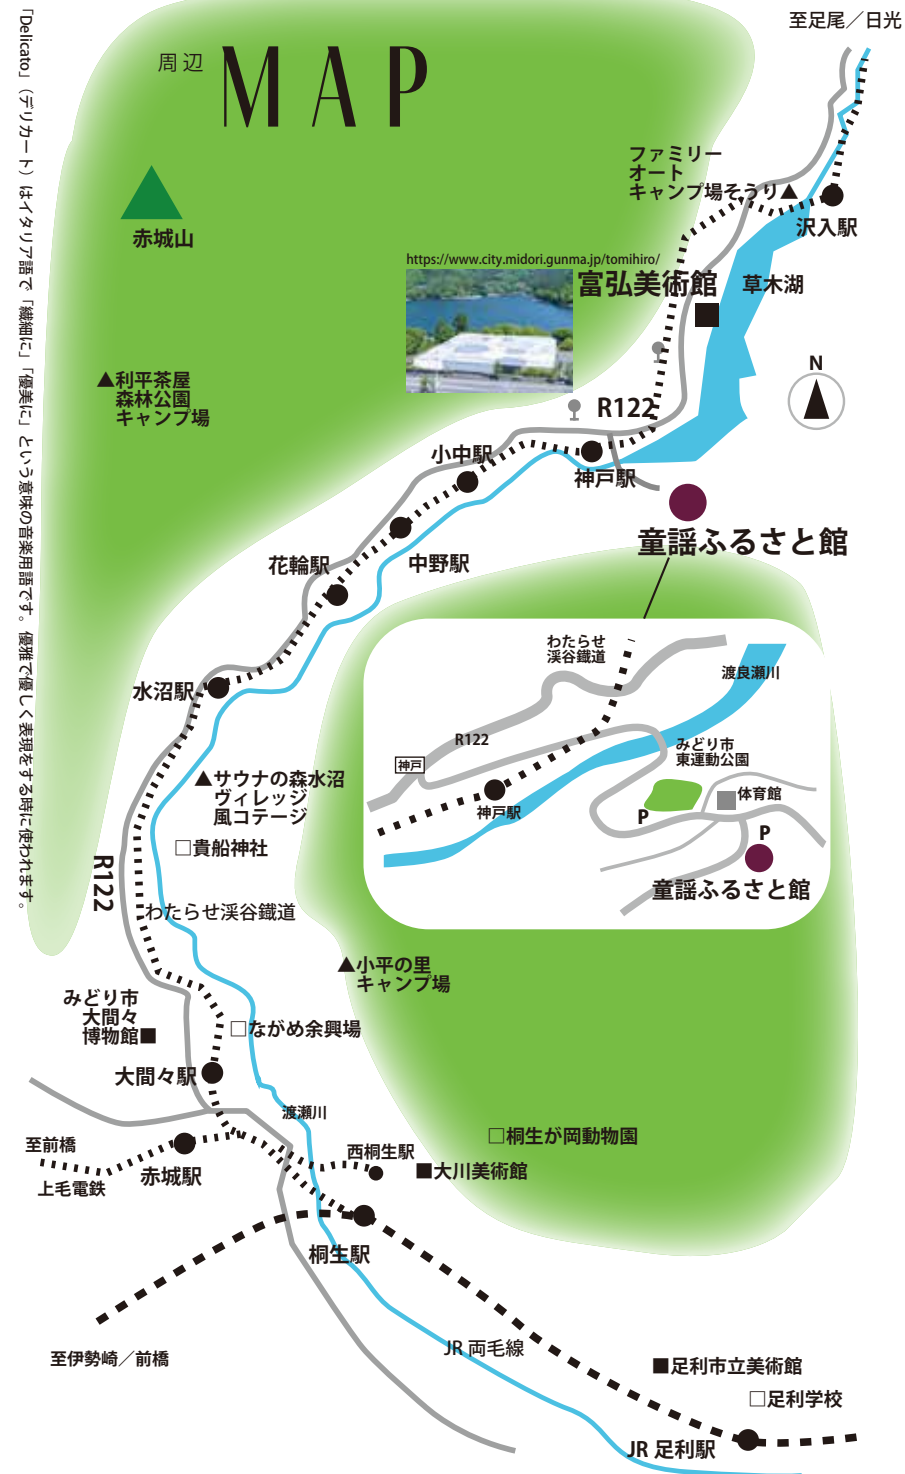 周辺
MAP
至足尾／日光
「Delicato」（デリカート）はイタリア語で「繊細に」「優美に」という意味の音楽用語です。優雅で優しく表現をする時に使われます。
ファミリー
オート
キャンプ場そうり▲
沢入駅
赤城山
https://www.city.midori.gunma.jp/tomihiro/
富弘美術館
草木湖
N
▲利平茶屋
森林公園
キャンプ場
R122
小中駅
神戸駅
童謡ふるさと館
中野駅
花輪駅
わたらせ
渓谷鐵道
渡良瀬川
R122
神戸
みどり市
東運動公園
体育館
神戸駅
P
P
童謡ふるさと館
水沼駅
▲サウナの森水沼
ヴィレッジ
風コテージ
□貴船神社
R122
わたらせ渓谷鐵道
▲小平の里
キャンプ場
みどり市
大間々
博物館■
□ながめ余興場
大間々駅
渡瀬川
至前橋
上毛電鉄
赤城駅
西桐生駅
□桐生が岡動物園
■大川美術館
桐生駅
至伊勢崎／前橋
JR 両毛線
■足利市立美術館
□足利学校
JR 足利駅